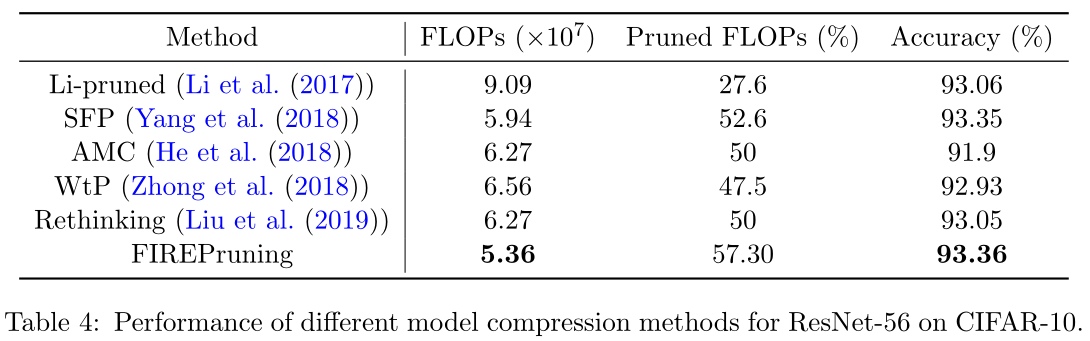 Method FLOPs (×10⁷) Pruned FLOPs (%) Accuracy (%)
Li-pruned (Li et al. (2017)) 9.09 27.6 93.06
SFP (Yang et al. (2018)) 5.94 52.6 93.35
AMC (He et al. (2018)) 6.27 50 91.9
WtP (Zhong et al. (2018)) 6.56 47.5 92.93
Rethinking (Liu et al. (2019)) 6.27 50 93.05
FIREPruning 5.36 57.30 93.36
Table 4: Performance of different model compression methods for ResNet-56 on CIFAR-10.